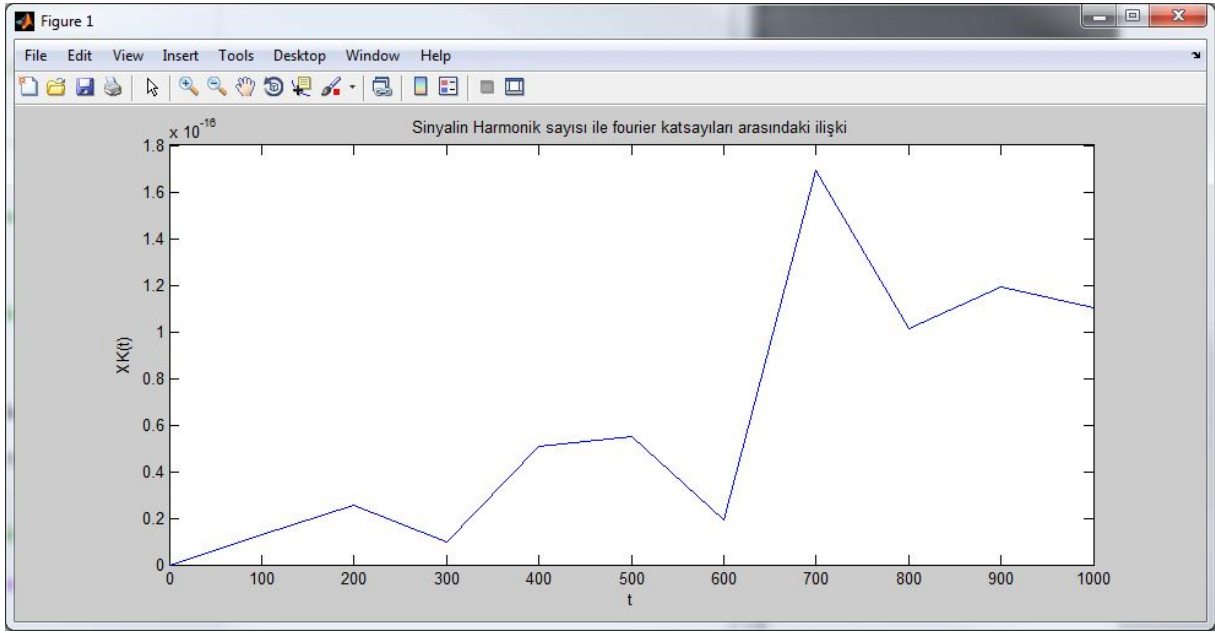 Figure 1
File Edit View Insert Tools Desktop Window Help
x 10^-16
Sinyalin Harmonik sayısı ile fourier katsayıları arasındaki ilişki
1.8
1.6
1.4
1.2
1
0.8
0.6
0.4
0.2
0
XK(t)
0 100 200 300 400 500 600 700 800 900 1000
t